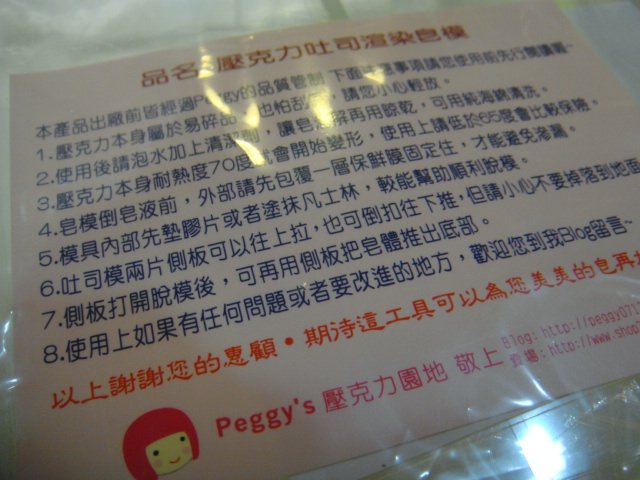 品名:壓克力吐司渲染皂模
本產品出廠前皆經過Peggy的品質管制 下面注意事項請您使用前先行閱讀喔~
1.壓克力本身屬於易碎品 也怕刮 請您小心輕放。
2.使用後請泡水加上清潔劑，讓皂 落再用晾乾，可用純海綿清洗。
3.壓克力本身耐熱度70度就會開始變形，使用上請低於65度會比較保險。
4.皂模倒皂液前，外部請先包覆一層保鮮膜固定住，才能避免滲漏。
5.模具內部先墊膠片或者塗抹凡士林，較能幫助順利脫模。
6.吐司模兩片側板可以往上拉，也可倒扣往下推，但請小心不要掉落到地面
7.側板打開脫模後，可再用側板把皂體推出底部。
8.使用上如果有任何問題或者要改進的地方，歡迎您到我Blog留言~
以上謝謝您的惠顧•期待這工具可以為您美美的皂再
Peggy's 壓克力園地 敬上
Blog: http://peggy071
賣場: http://www.shop